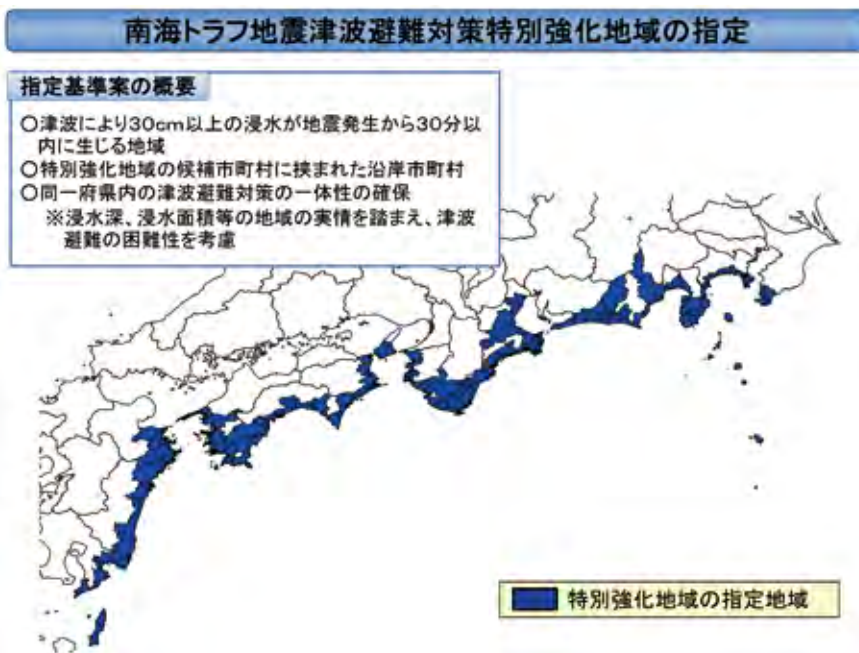 南海トラフ地震津波避難対策特別強化地域の指定
指定基準案の概要
○津波により30cm以上の浸水が地震発生から30分以
内に生じる地域
○特別強化地域の候補市町村に挟まれた沿岸市町村
○同一府県内の津波避難対策の一体性の確保
※浸水深、浸水面積等の地域の実情を踏まえ、津波
避難の困難性を考慮
特別強化地域の指定地域